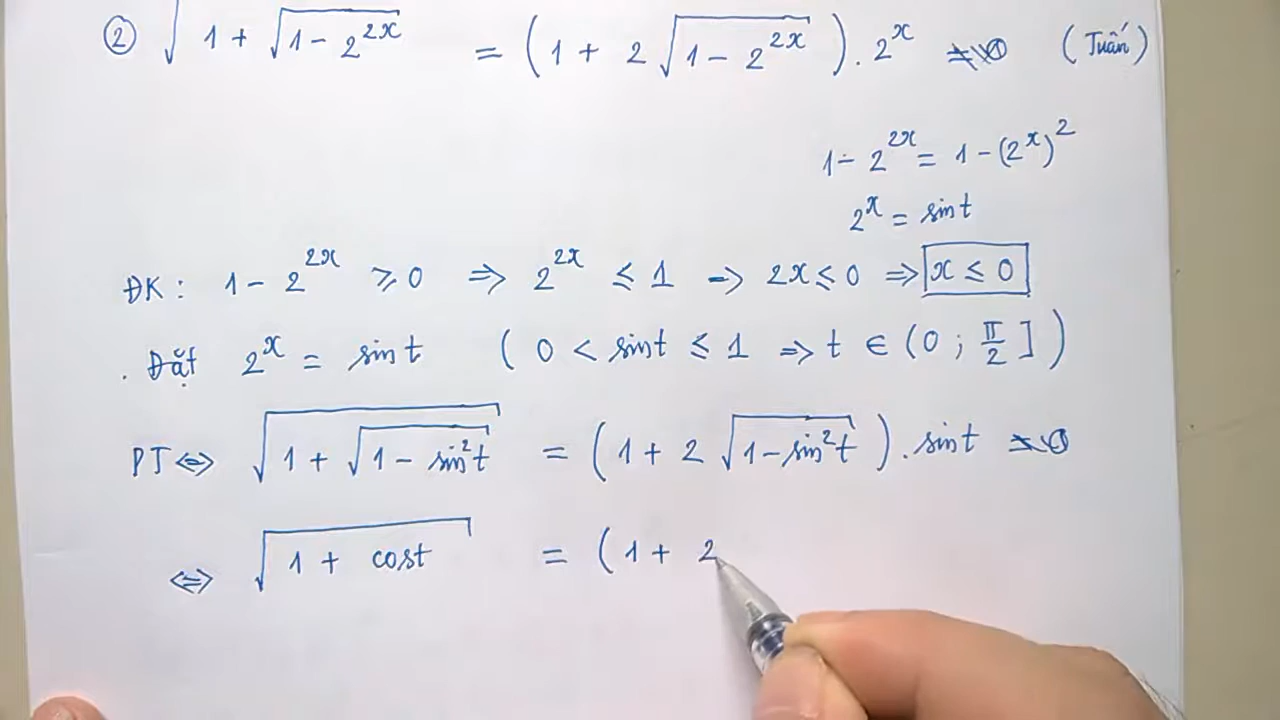 ② √(1 + √(1 - 2^(2x))) = (1 + 2√(1 - 2^(2x))) . 2^x (Tuấn)
1 - 2^(2x) = 1 - (2^x)^2
2^x = sint
ĐK : 1 - 2^(2x) ≥ 0 ⇒ 2^(2x) ≤ 1 ⇒ 2x ≤ 0 ⇒ x ≤ 0
. Đặt 2^x = sint ( 0 < sint ≤ 1 ⇒ t ∈ (0 ; π/2 ] )
PT ⇔ √(1 + √(1 - sin²t)) = (1 + 2√(1 - sin²t)) . sint
⇔ √(1 + cost) = (1 + 2